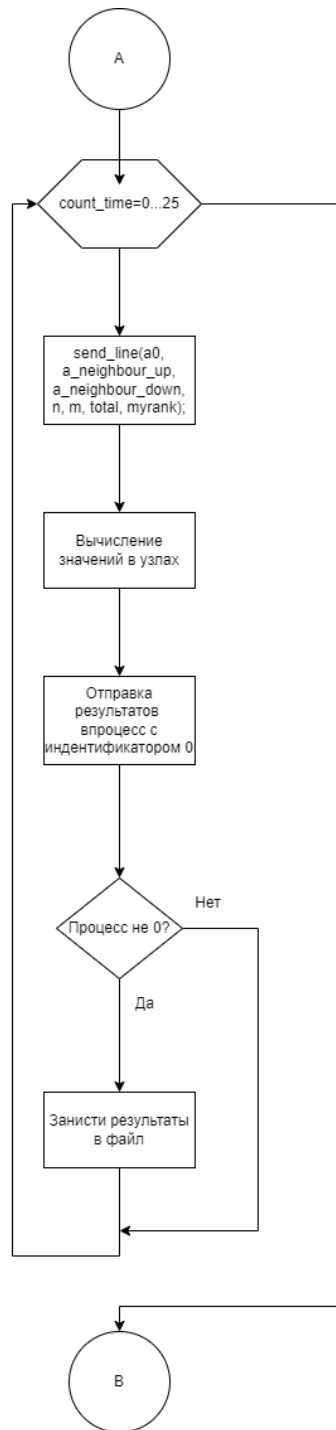 A
count_time=0...25
send_line(a0,
a_neighbour_up,
a_neighbour_down,
n, m, total, myrank);
Вычисление
значений в узлах
Отправка
результатов
впроцесс с
индентификатором 0
Процесс не 0?
Нет
Да
Занисти результаты
в файл
B